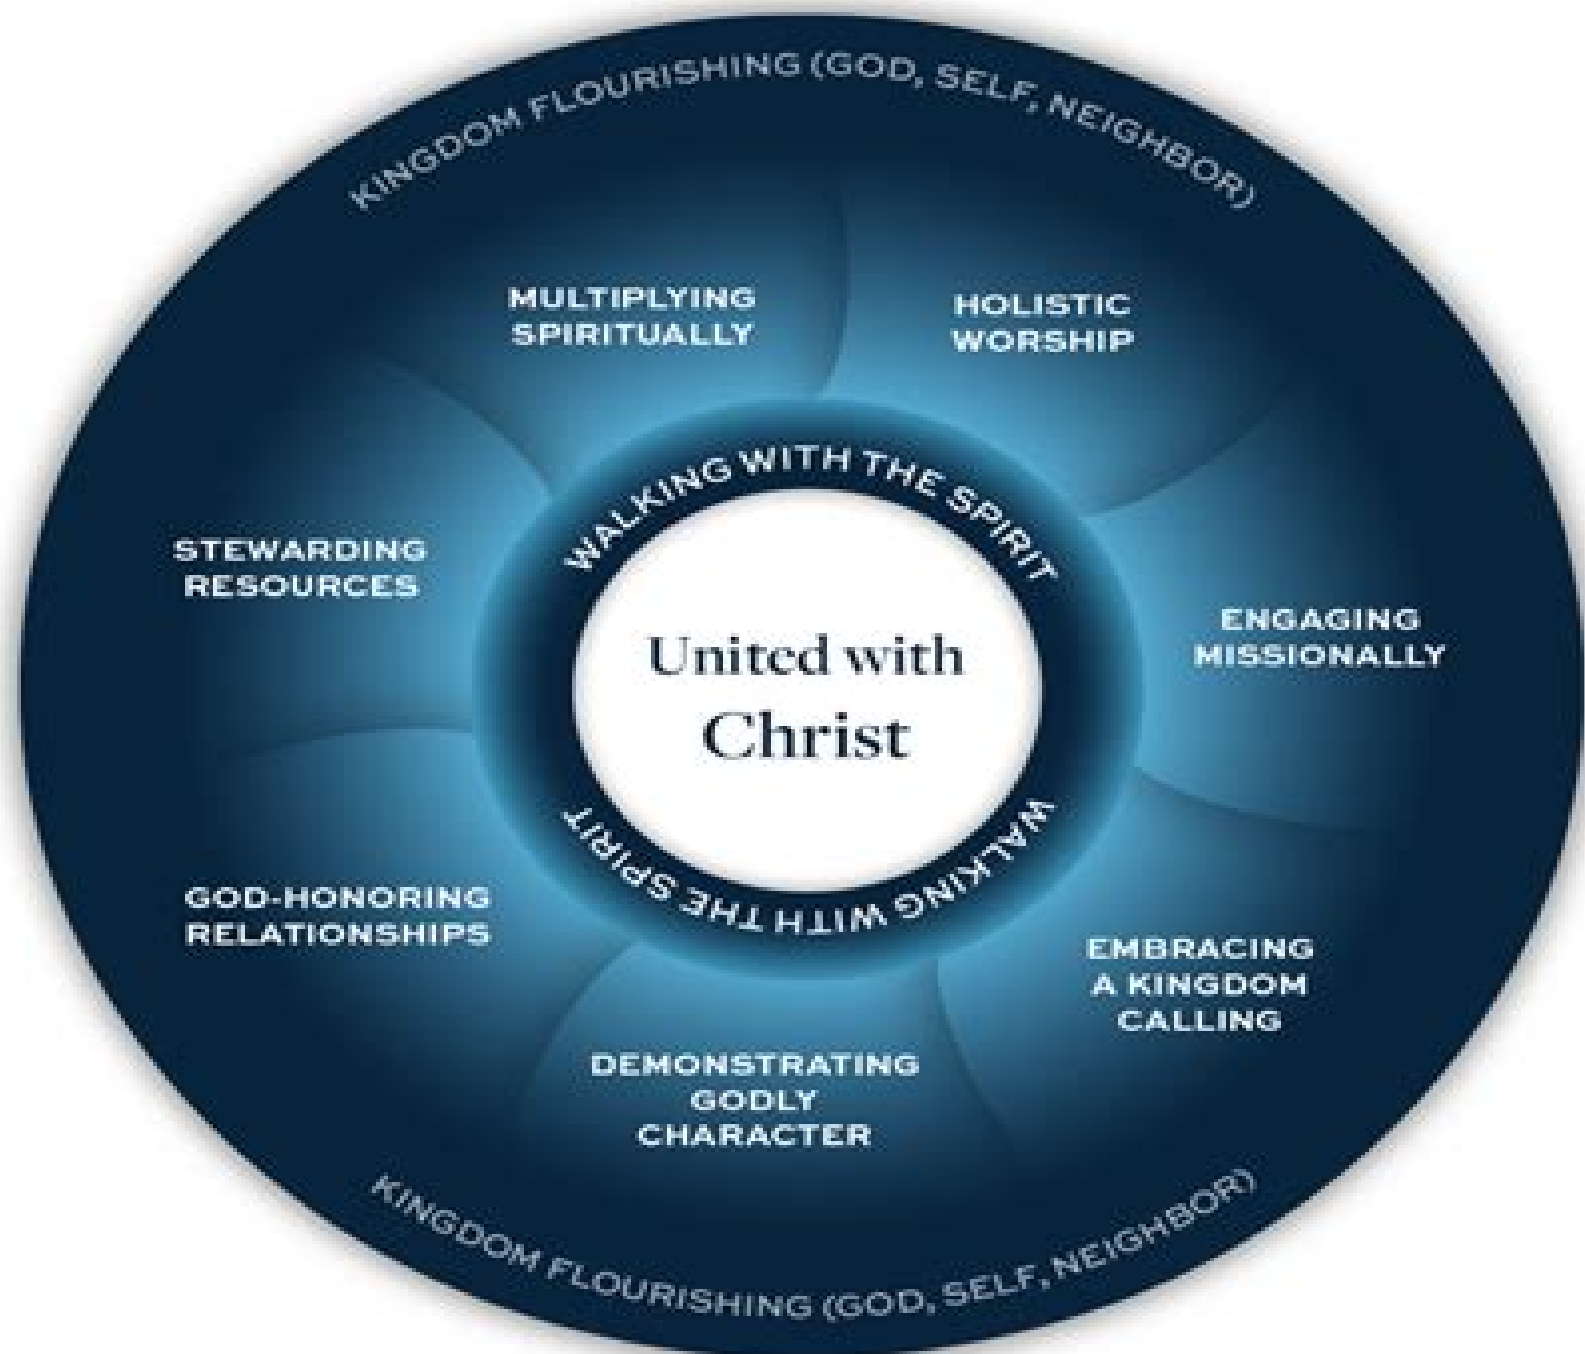 KINGDOM FLOURISHING (GOD, SELF, NEIGHBOR)
MULTIPLYING
SPIRITUALLY
HOLISTIC
WORSHIP
WALKING WITH THE SPIRIT
STEWARDING
RESOURCES
ENGAGING
MISSIONALLY
United with
Christ
WALKING WITH THE SPIRIT
GOD-HONORING
RELATIONSHIPS
EMBRACING
A KINGDOM
CALLING
DEMONSTRATING
GODLY
CHARACTER
KINGDOM FLOURISHING (GOD, SELF, NEIGHBOR)